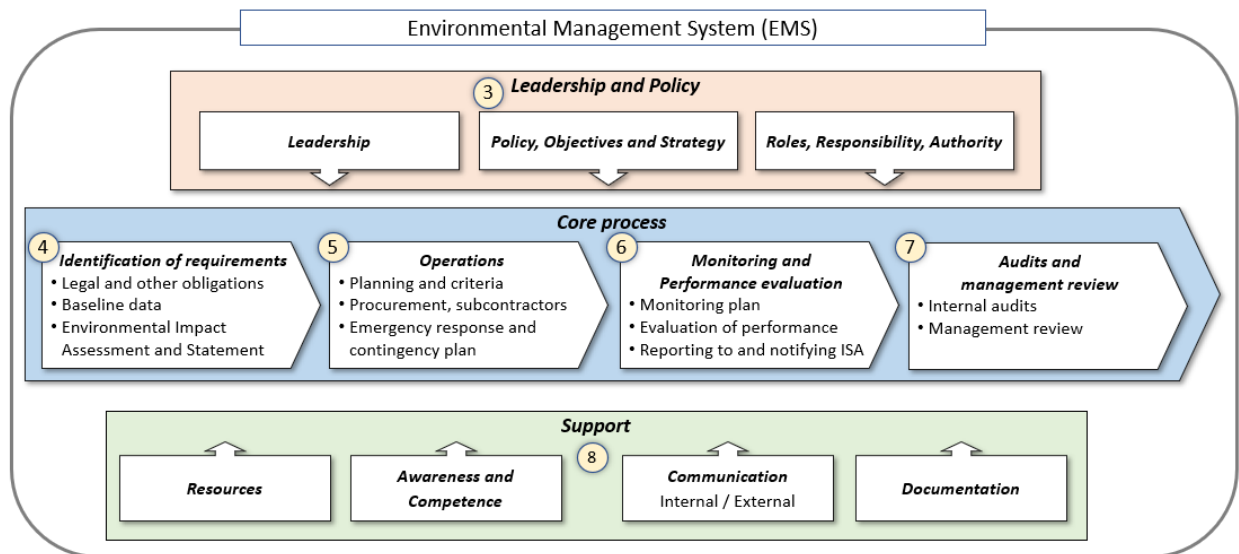 Environmental Management System (EMS)
3
Leadership and Policy
Leadership
Policy, Objectives and Strategy
Roles, Responsibility, Authority
Core process
4
Identification of requirements
• Legal and other obligations
• Baseline data
• Environmental Impact
Assessment and Statement
5
Operations
• Planning and criteria
• Procurement, subcontractors
• Emergency response and
contingency plan
6
Monitoring and
Performance evaluation
• Monitoring plan
• Evaluation of performance
• Reporting to and notifying ISA
7
Audits and
management review
• Internal audits
• Management review
Support
8
Resources
Awareness and
Competence
Communication
Internal / External
Documentation